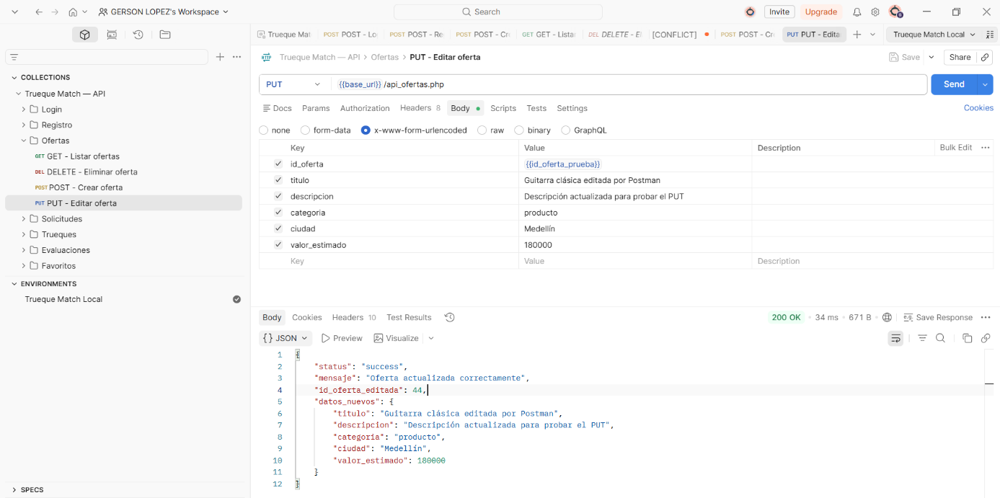 GERSON LOPEZ's Workspace
Search
Invite
Upgrade
8
Trueque Mat
POST POST - Lo
POST POST - Re
POST POST - Cr
GET GET - Lista
DEL DELETE - El
[CONFLICT]
POST POST - Cr
PUT PUT - Edita
Trueque Match Local
HTTP Trueque Match — API > Ofertas > PUT - Editar oferta
Save
Share
COLLECTIONS
Trueque Match — API
Login
Registro
Ofertas
GET GET - Listar ofertas
DEL DELETE - Eliminar oferta
POST POST - Crear oferta
PUT PUT - Editar oferta
Solicitudes
Trueques
Evaluaciones
Favoritos
ENVIRONMENTS
Trueque Match Local
SPECS
PUT
{{base_url}} /api_ofertas.php
Send
Docs Params Authorization Headers 8 Body Scripts Tests Settings
Cookies
none form-data x-www-form-urlencoded raw binary GraphQL
Key Value Description Bulk Edit
id_oferta {{id_oferta_prueba}}
titulo Guitarra clásica editada por Postman
descripcion Descripción actualizada para probar el PUT
categoria producto
ciudad Medellín
valor_estimado 180000
Key Value Description
Body Cookies Headers 10 Test Results
200 OK • 34 ms • 671 B
e.g. Save Response
{} JSON Preview Visualize
1 {
2 "status": "success",
3 "mensaje": "Oferta actualizada correctamente",
4 "id_oferta_editada": 44,
5 "datos_nuevos": {
6 "titulo": "Guitarra clásica editada por Postman",
7 "descripcion": "Descripción actualizada para probar el PUT",
8 "categoria": "producto",
9 "ciudad": "Medellín",
10 "valor_estimado": 180000
11 }
12 }